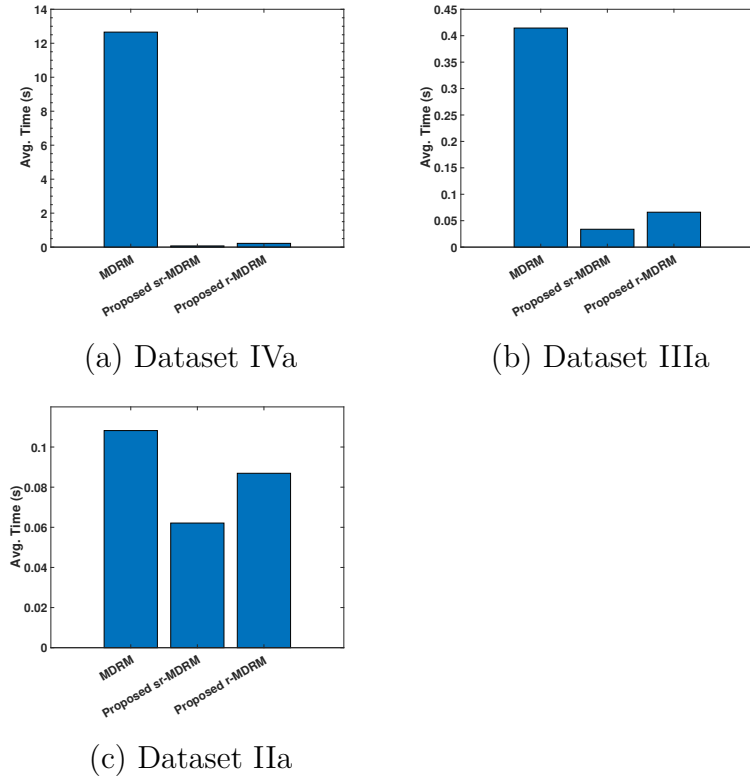 14
12
10
8
6
4
2
0
Avg. Time (s)
MDRM
Proposed sr-MDRM
Proposed r-MDRM
(a) Dataset IVa
0.45
0.4
0.35
0.3
0.25
0.2
0.15
0.1
0.05
0
Avg. Time (s)
MDRM
Proposed sr-MDRM
Proposed r-MDRM
(b) Dataset IIIa
0.1
0.08
0.06
0.04
0.02
0
Avg. Time (s)
MDRM
Proposed sr-MDRM
Proposed r-MDRM
(c) Dataset IIa